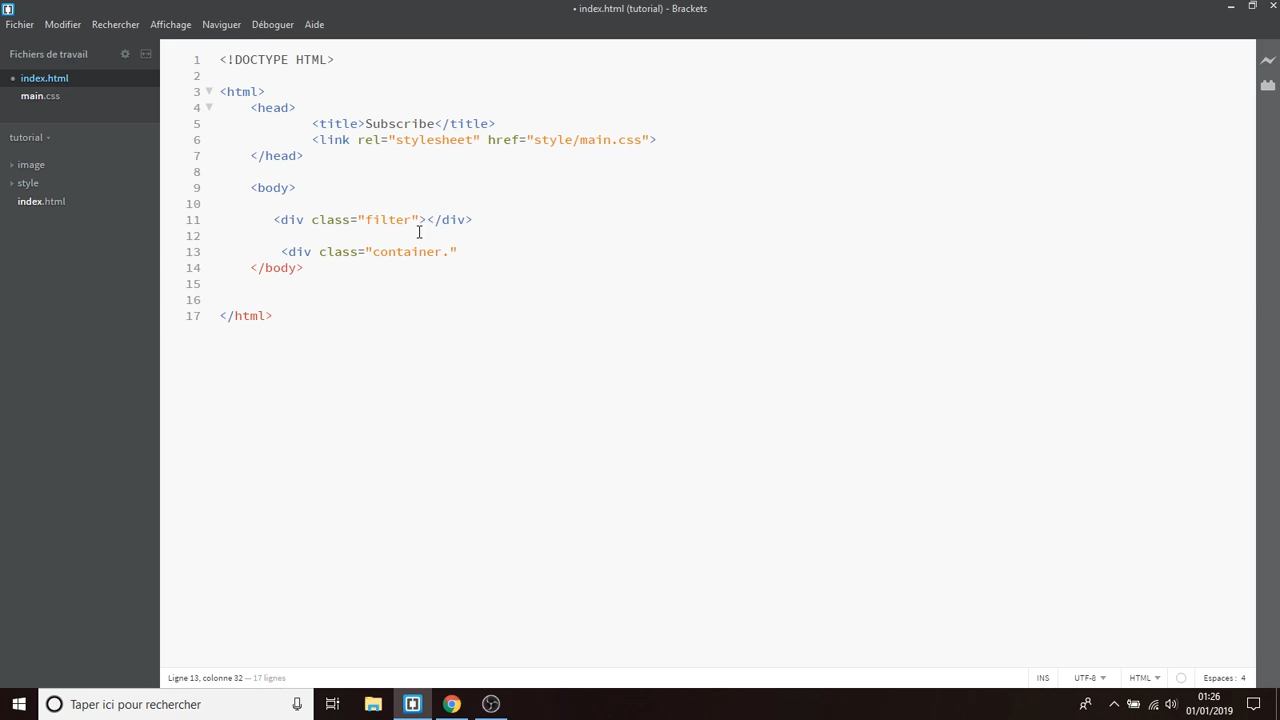 • index.html (tutorial) - Brackets
Fichier Modifier Rechercher Affichage Naviguer Déboguer Aide
Fichiers de travail
• index.html
main.css
tutorial
image
style
index.html
1 <!DOCTYPE HTML>
2
3 <html>
4 <head>
5 <title>Subscribe</title>
6 <link rel="stylesheet" href="style/main.css">
7 </head>
8
9 <body>
10
11 <div class="filter"></div>
12
13 <div class="container."
14 </body>
15
16
17 </html>
Ligne 13, colonne 32 — 17 lignes
INS UTF-8 HTML Espaces : 4
Taper ici pour rechercher
01:26
01/01/2019